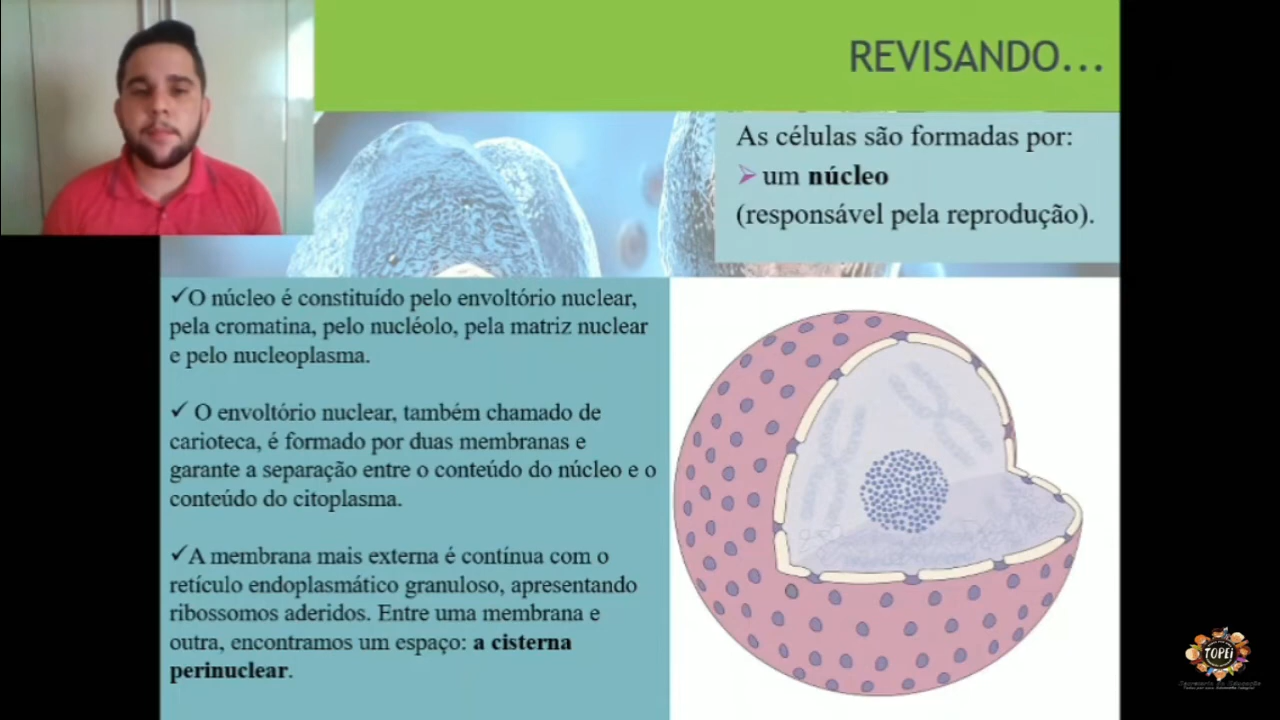 REVISANDO...
As células são formadas por:
➢ um núcleo
(responsável pela reprodução).
✓O núcleo é constituído pelo envoltório nuclear,
pela cromatina, pelo nucléolo, pela matriz nuclear
e pelo nucleoplasma.
✓ O envoltório nuclear, também chamado de
carioteca, é formado por duas membranas e
garante a separação entre o conteúdo do núcleo e o
conteúdo do citoplasma.
✓A membrana mais externa é contínua com o
retículo endoplasmático granuloso, apresentando
ribossomos aderidos. Entre uma membrana e
outra, encontramos um espaço: a cisterna
perinuclear.
TOPEi